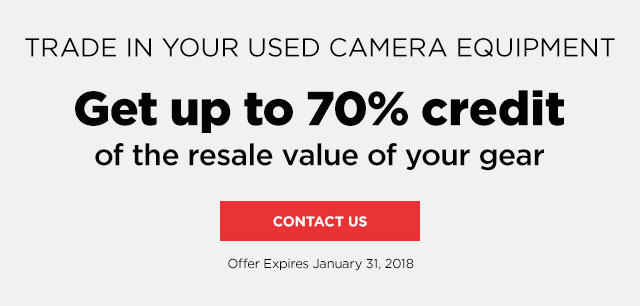 TRADE IN YOUR USED CAMERA EQUIPMENT
Get up to 70% credit
of the resale value of your gear
CONTACT US
Offer Expires January 31, 2018